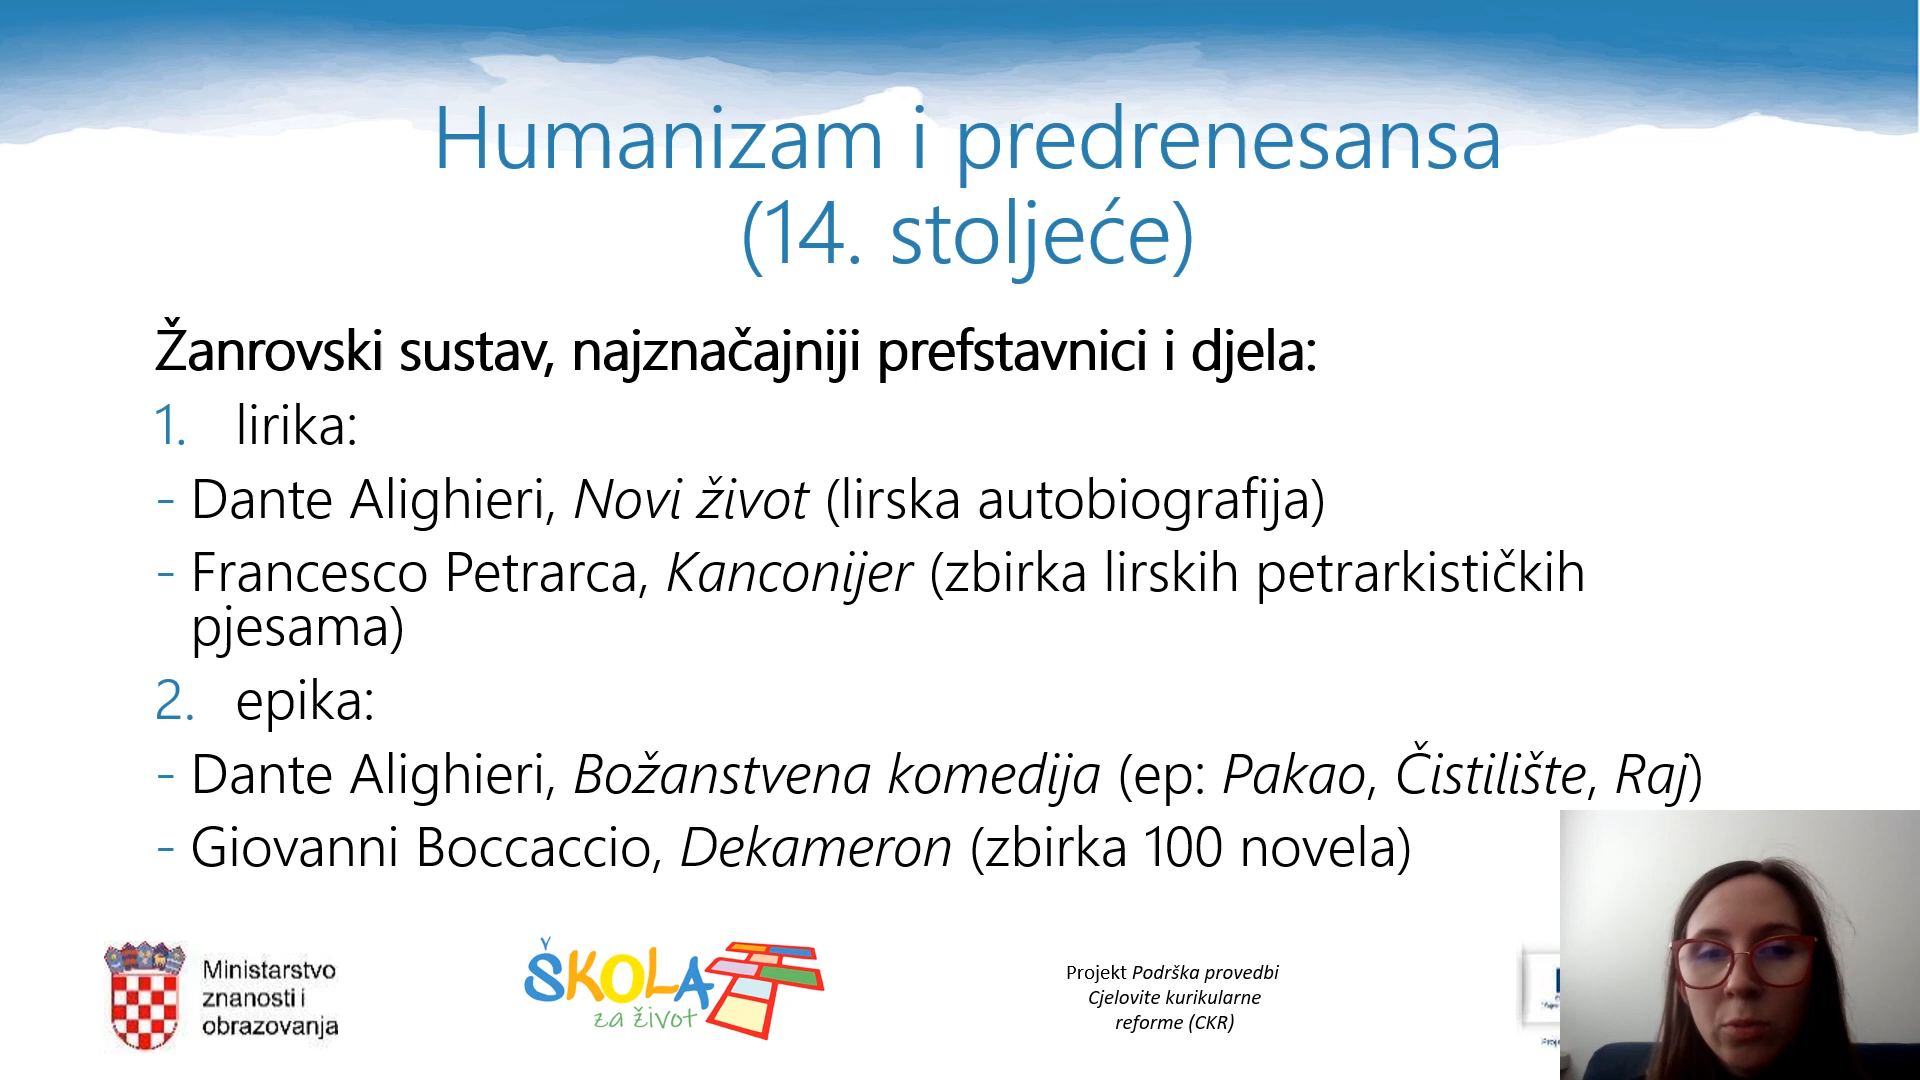 Humanizam i predrenesansa
(14. stoljeće)
Žanrovski sustav, najznačajniji prefstavnici i djela:
1. lirika:
- Dante Alighieri, Novi život (lirska autobiografija)
- Francesco Petrarca, Kanconijer (zbirka lirskih petrarkističkih
pjesama)
2. epika:
- Dante Alighieri, Božanstvena komedija (ep: Pakao, Čistilište, Raj)
- Giovanni Boccaccio, Dekameron (zbirka 100 novela)
Ministarstvo
znanosti i
obrazovanja
ŠKOLA
za život
Projekt Podrška provedbi
Cjelovite kurikularne
reforme (CKR)